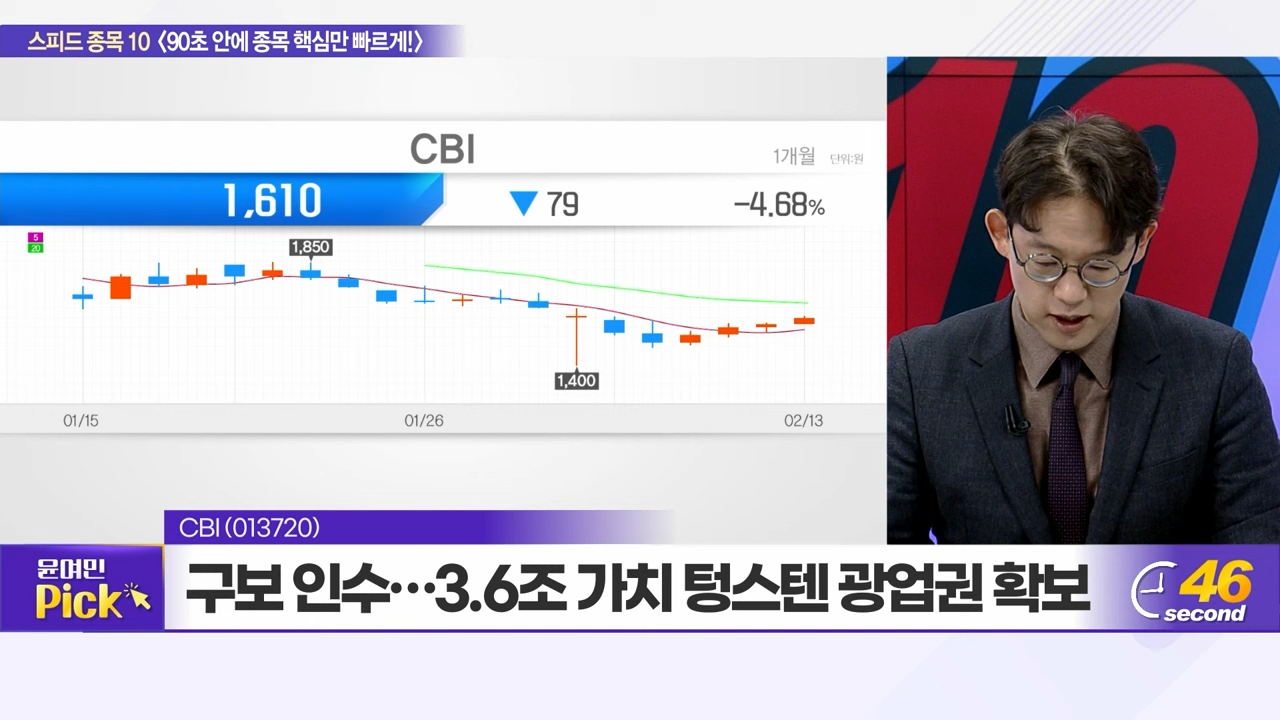 스피드 종목 10 〈90초 안에 종목 핵심만 빠르게!〉
10
CBI
1개월 단위:원
1,610 ▼ 79 -4.68%
5
20
1,850
1,400
01/15 01/26 02/13
CBI (013720)
윤여민
Pick
구보 인수…3.6조 가치 텅스텐 광업권 확보
46
second